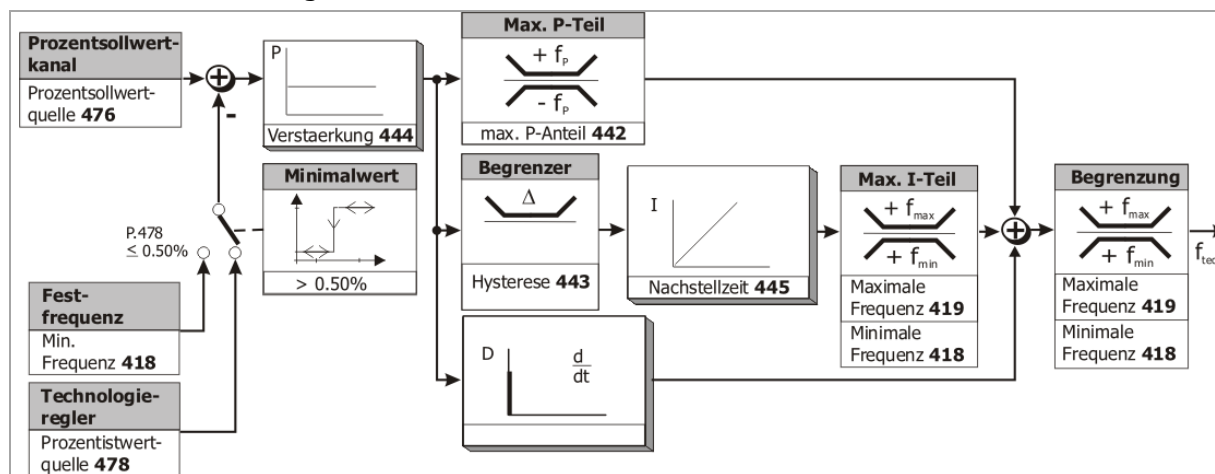 Prozentsollwert-
kanal
Prozentsollwert-
quelle 476
P
Verstaerkung 444
Max. P-Teil
+ fP
- fP
max. P-Anteil 442
-
Minimalwert
> 0.50%
P.478
≤ 0.50%
Begrenzer
Δ
Hysterese 443
I
Nachstellzeit 445
Max. I-Teil
+ fmax
+ fmin
Maximale
Frequenz 419
Minimale
Frequenz 418
Begrenzung
+ fmax
+ fmin
Maximale
Frequenz 419
Minimale
Frequenz 418
Fest-
frequenz
Min.
Frequenz 418
Technologie-
regler
Prozentistwert-
quelle 478
D
d
dt